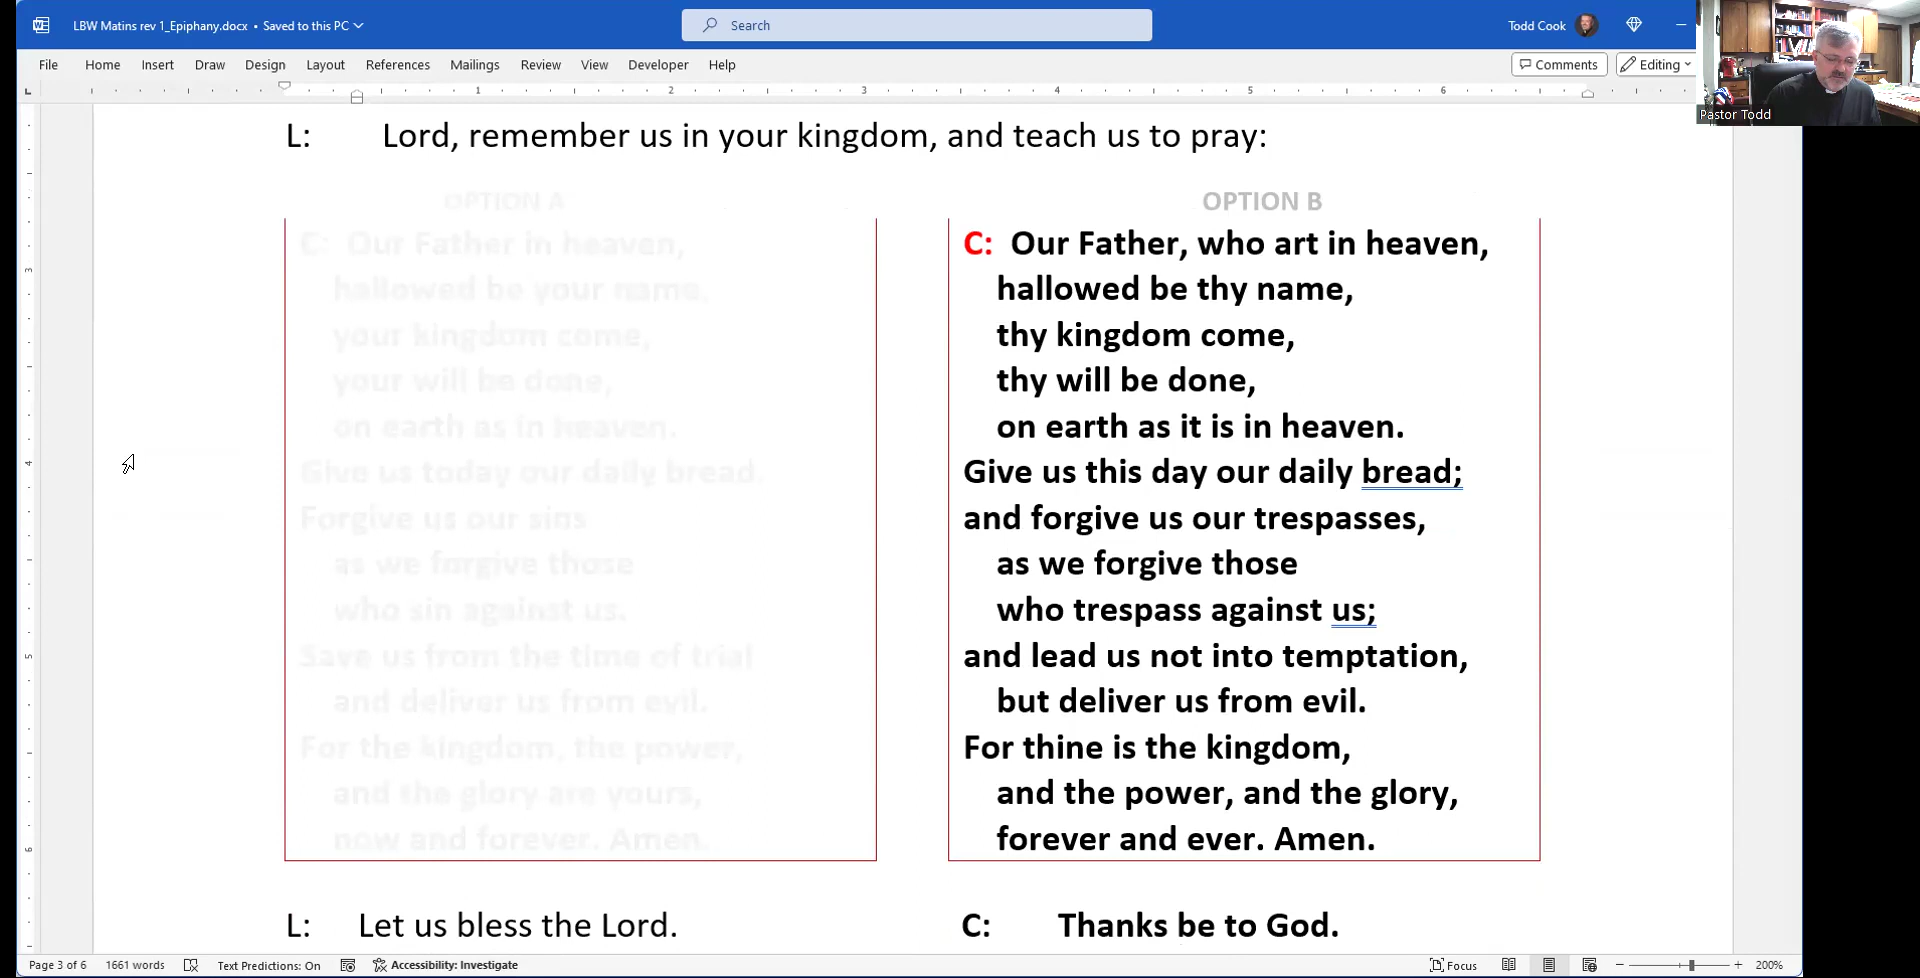 LBW Matins rev 1_Epiphany.docx • Saved to this PC
Search
Todd Cook
File Home Insert Draw Design Layout References Mailings Review View Developer Help
Comments
Editing
Pastor Todd
1 2 3 4 5 6
L: Lord, remember us in your kingdom, and teach us to pray:
OPTION A
C: Our Father in heaven,
hallowed be your name,
your kingdom come,
your will be done,
on earth as in heaven.
Give us today our daily bread.
Forgive us our sins
as we forgive those
who sin against us.
Save us from the time of trial
and deliver us from evil.
For the kingdom, the power,
and the glory are yours,
now and forever. Amen.
OPTION B
C: Our Father, who art in heaven,
hallowed be thy name,
thy kingdom come,
thy will be done,
on earth as it is in heaven.
Give us this day our daily bread;
and forgive us our trespasses,
as we forgive those
who trespass against us;
and lead us not into temptation,
but deliver us from evil.
For thine is the kingdom,
and the power, and the glory,
forever and ever. Amen.
L: Let us bless the Lord.
C: Thanks be to God.
3
4
5
6
Page 3 of 6 1661 words Text Predictions: On Accessibility: Investigate
Focus
200%